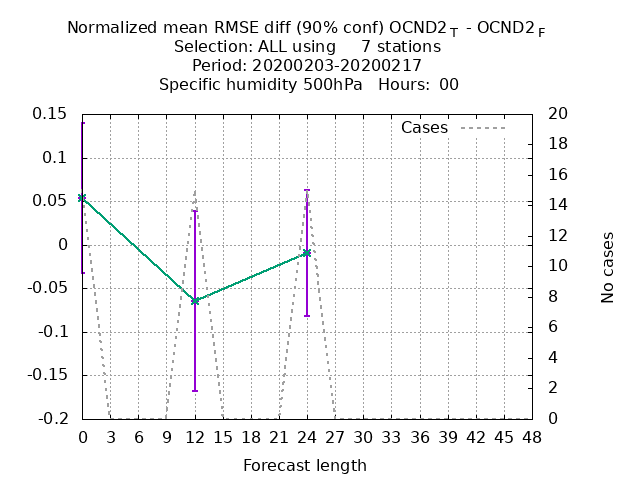 Normalized mean RMSE diff (90% conf) OCND2T - OCND2F
Selection: ALL using 7 stations
Period: 20200203-20200217
Specific humidity 500hPa Hours: 00
Cases
0.15
0.1
0.05
0
-0.05
-0.1
-0.15
-0.2
20
18
16
14
12
10
8
6
4
2
0
No cases
0 3 6 9 12 15 18 21 24 27 30 33 36 39 42 45 48
Forecast length